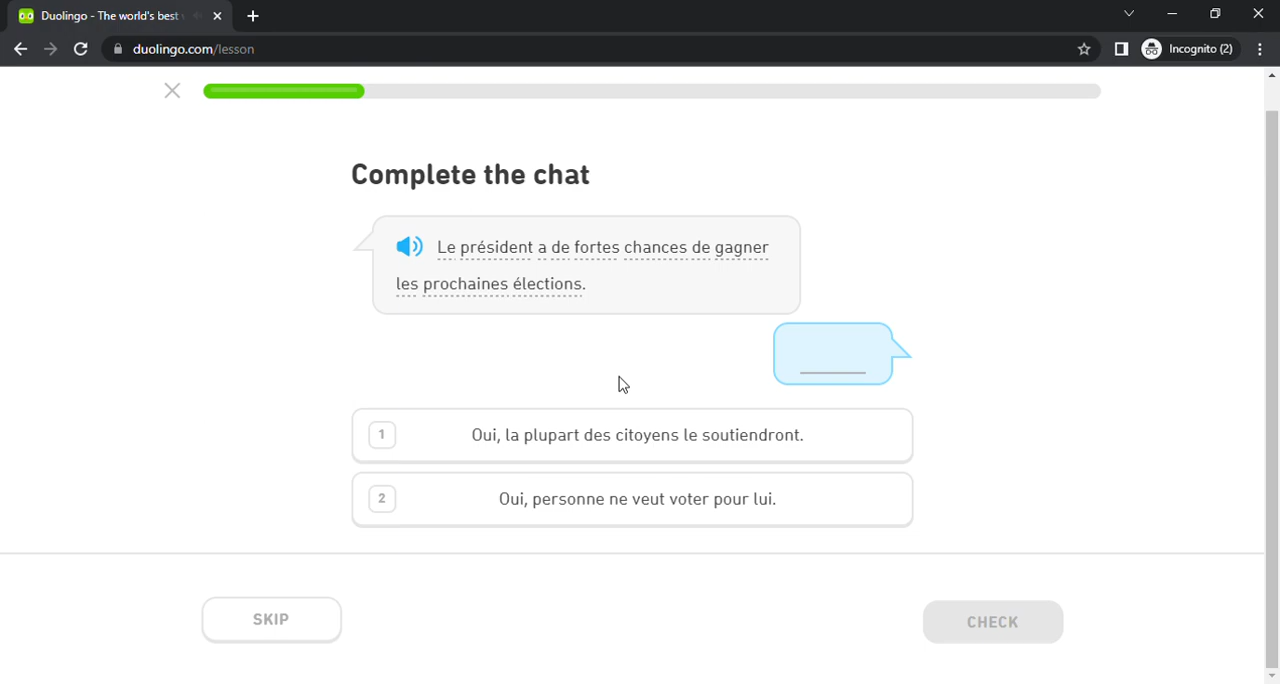 Duolingo - The world's best
duolingo.com/lesson
Incognito (2)
Complete the chat
Le président a de fortes chances de gagner
les prochaines élections.
1 Oui, la plupart des citoyens le soutiendront.
2 Oui, personne ne veut voter pour lui.
SKIP
CHECK